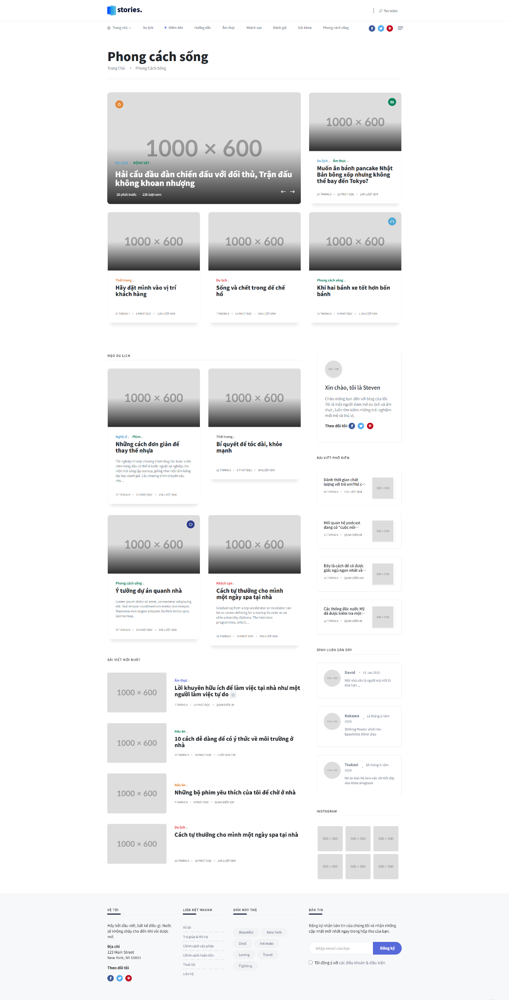 stories.
Tìm kiếm
Trang chủ
Du lịch
Điểm đến
Hướng dẫn
Ẩm thực
Khách sạn
Đánh giá
Sức khỏe
Phong cách sống
Phong cách sống
Trang Chủ > Phong Cách Sống
1000 × 600
DU LỊCH . ĐỘNG VẬT .
Hải cẩu đầu đàn chiến đấu với đối thủ, Trận đấu
không khoan nhượng
20 phút trước • 23k lượt xem
1000 × 600
Du lịch . Ẩm thực .
Muốn ăn bánh pancake Nhật
Bản bông xốp nhưng không
thể bay đến Tokyo?
27 THÁNG 8 • 12 PHÚT ĐỌC • 23K LƯỢT XEM
1000 × 600
Thời trang .
Hãy đặt mình vào vị trí
khách hàng
17 THÁNG 7 • 8 PHÚT ĐỌC • 12K LƯỢT XEM
1000 × 600
Du lịch .
Sống và chết trong đế chế
hổ
7 THÁNG 8 • 15 PHÚT ĐỌC • 500 LƯỢT XEM
1000 × 600
Phong cách sống .
Khi hai bánh xe tốt hơn bốn
bánh
15 THÁNG 6 • 9 PHÚT ĐỌC • 1.2K LƯỢT XEM
MẸO DU LỊCH
1000 × 600
Nghệ sĩ . Phim .
Những cách đơn giản để
thay thế nhựa
Tốt nghiệp từ một chương trình tăng tốc hoặc vườn
ươm hàng đầu có thể là bước ngoặt sự nghiệp cho
một nhà sáng lập startup, giống như một tấm bằng
đại học danh giá. Các chương trình chuyên sâu
này...
27 THÁNG 8 • 12 PHÚT ĐỌC • 23K LƯỢT XEM
1000 × 600
Thời trang .
Bí quyết để tóc dài, khỏe
mạnh
12 THÁNG 8 • 6 PHÚT ĐỌC • 3K LƯỢT XEM
1000 × 600
Phong cách sống .
Ý tưởng dự án quanh nhà
Lorem ipsum dolor sit amet, consectetur adipiscing
elit. Sed tempor condimentum metus non tempor.
Maecenas non augue aliquam, facilisis lectus quis,
lacinia risus.
27 THÁNG 8 • 12 PHÚT ĐỌC • 23K LƯỢT XEM
1000 × 600
Khách sạn .
Cách tự thưởng cho mình
một ngày spa tại nhà
Graduating from a top accelerator or incubator can
be as career-defining for a startup founder as an
elite university diploma. The intensive
programmes, which...
18 THÁNG 8 • 14 PHÚT ĐỌC • 25K LƯỢT XEM
BÀI VIẾT MỚI NHẤT
1000 × 600
Ẩm thực .
Lời khuyên hữu ích để làm việc tại nhà như một
người làm việc tự do
7 THÁNG 8 • 11 PHÚT ĐỌC • QUAN ĐIỂM 3K
1000 × 600
Nấu ăn .
10 cách dễ dàng để có ý thức về môi trường ở
nhà
27 THÁNG 9 • 10 PHÚT ĐỌC • LƯỢT XEM 22K
1000 × 600
Nấu ăn .
Những bộ phim yêu thích của tôi để chờ ở nhà
7 THÁNG 8 • 9 PHÚT ĐỌC • QUAN ĐIỂM 12K
1000 × 600
Du lịch .
Cách tự thưởng cho mình một ngày spa tại nhà
18 THÁNG 8 • 14 PHÚT ĐỌC • 25K LƯỢT XEM
Xin chào, tôi là Steven
Chào mừng bạn đến với blog của tôi.
Tôi là một người đam mê du lịch và ẩm
thực, luôn tìm kiếm những trải nghiệm
mới mẻ và thú vị.
Theo dõi tôi:
BÀI VIẾT PHỔ BIẾN
Dành thời gian chất
lượng với trẻ em?Nó c...
05 THÁNG 8 • 150 LƯỢT XEM
500 × 500
Mối quan hệ podcast
đang có "cuộc nói...
12 THÁNG 8 • QUAN ĐIỂM 6K
500 × 500
Đây là cách để có được
giấc ngủ ngon nhất và...
15 THÁNG 8 • QUAN ĐIỂM 16K
500 × 500
Các thống đốc nước Mỹ
đã được kiểm tra một...
12 THÁNG 8 • QUAN ĐIỂM 3K
500 × 500
BÌNH LUẬN GẦN ĐÂY
David • 16 Jan 2020
Một nhà văn là người mà viết là
khó hơn ...
Kokawa • 12 tháng 2 năm
2020
Striking Pewter đính hôn
Epaulettes Silver Zips
Tsukasi • 18 tháng 3 năm
2020
Nd áo bảo hộ làm việc chi tiết dây
đeo khóa slingback
INSTAGRAM
500 × 500
500 × 500
500 × 500
500 × 500
500 × 500
500 × 500
VỀ TÔI
Hãy bắt đầu viết, bất kể điều gì. Nước
sẽ không chảy cho đến khi vòi được
mở.
Địa chỉ
123 Main Street
New York, NY 10001
Theo dõi tôi
LIÊN KẾT NHANH
Về tôi
Trợ giúp & Hỗ trợ
Chính sách cấp phép
Chính sách hoàn tiền
Thuê tôi
Liên hệ
ĐÁM MÂY THẺ
Beautiful
New York
Droll
Intimate
Loving
Travel
Fighting
BẢN TIN
Đăng ký nhận bản tin của chúng tôi và nhận những
cập nhật mới nhất ngay trong hộp thư của bạn.
Nhập email của bạn
Đăng ký
Tôi đồng ý với các điều khoản & điều kiện